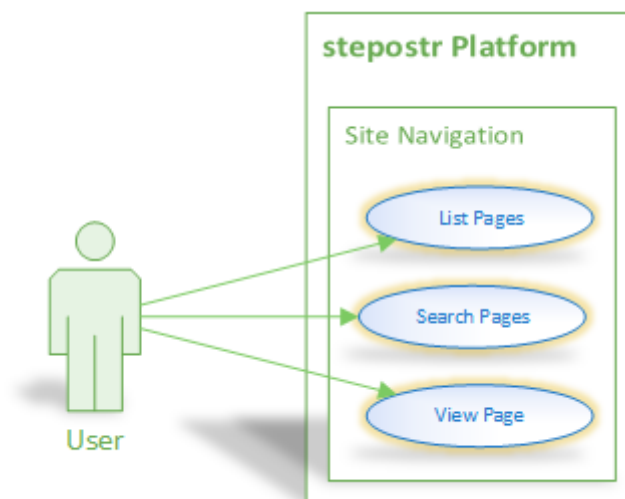 stepostr Platform
Site Navigation
List Pages
Search Pages
View Page
User